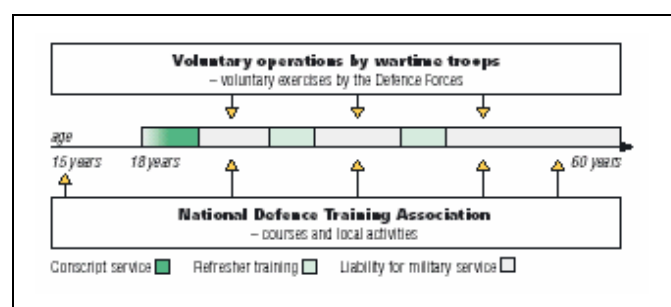 Voluntary operations by wartime troops
– voluntary exercises by the Defence Forces
age
15 years 18 years 60 years
National Defence Training Association
– courses and local activities
Conscript service Refresher training Liability for military service